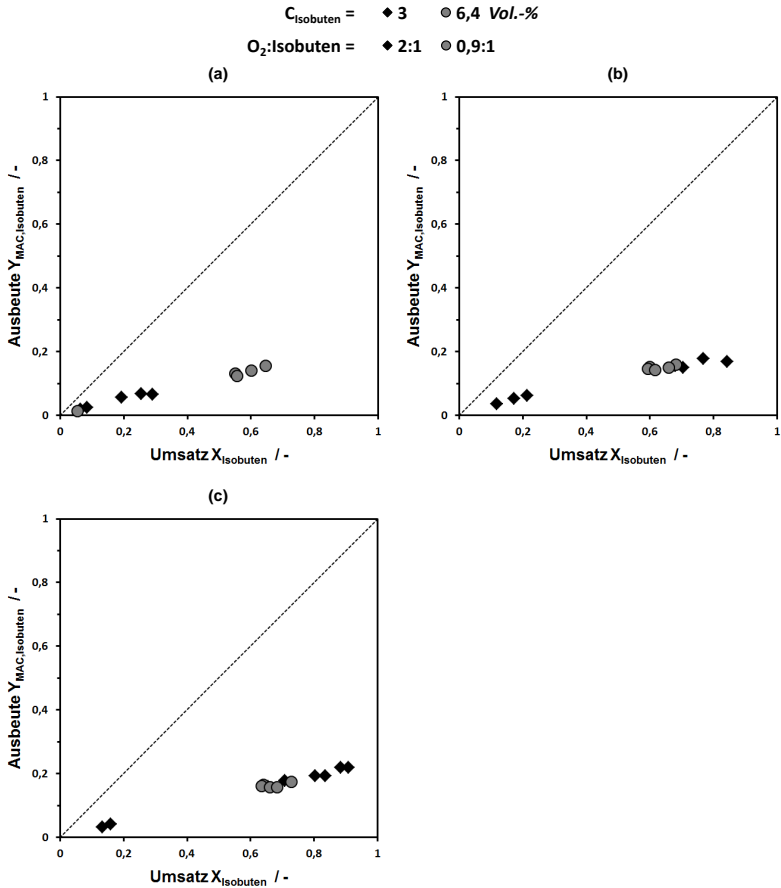 C_Isobuten = ◆ 3 ● 6,4 Vol.-%
O₂:Isobuten = ◆ 2:1 ● 0,9:1
(a)
1
0,8
0,6
0,4
0,2
0
0 0,2 0,4 0,6 0,8 1
Ausbeute Y_MAC,Isobuten / -
Umsatz X_Isobuten / -
(b)
1
0,8
0,6
0,4
0,2
0
0 0,2 0,4 0,6 0,8 1
Ausbeute Y_MAC,Isobuten / -
Umsatz X_Isobuten / -
(c)
1
0,8
0,6
0,4
0,2
0
0 0,2 0,4 0,6 0,8 1
Ausbeute Y_MAC,Isobuten / -
Umsatz X_Isobuten / -